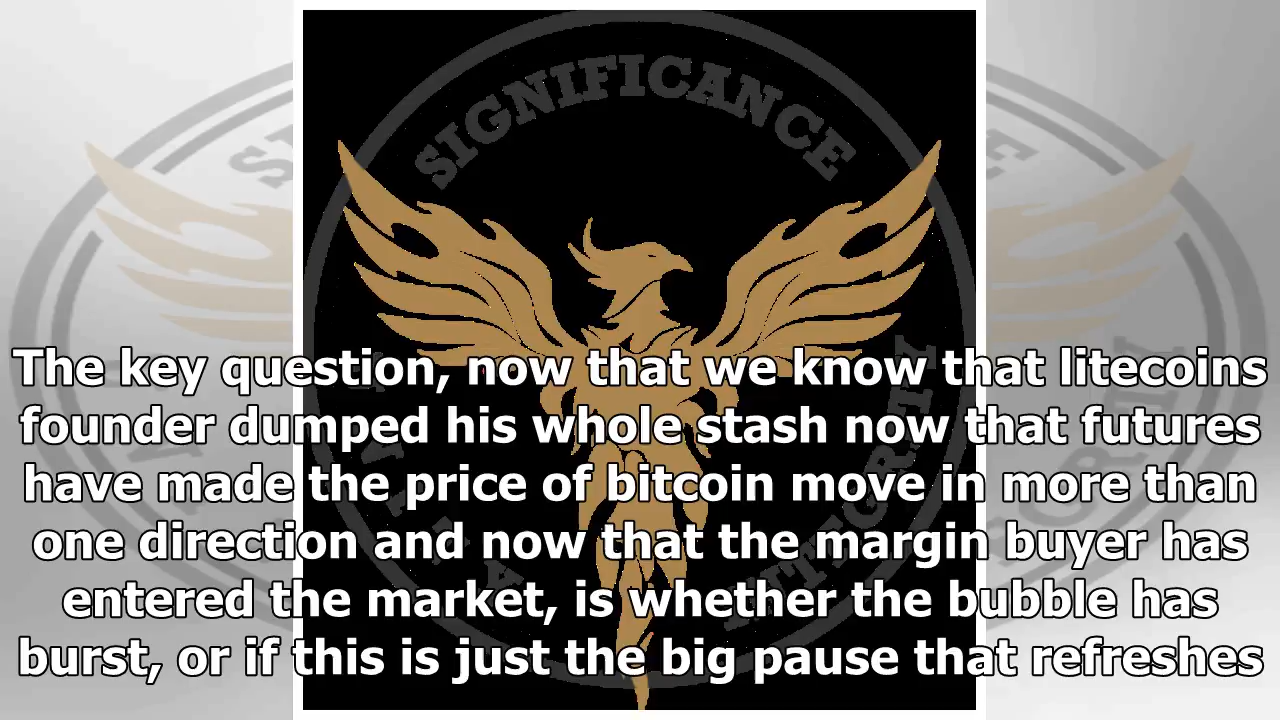 SIGNIFICANCE
The key question, now that we know that litecoins
founder dumped his whole stash now that futures
have made the price of bitcoin move in more than
one direction and now that the margin buyer has
entered the market, is whether the bubble has
burst, or if this is just the big pause that refreshes